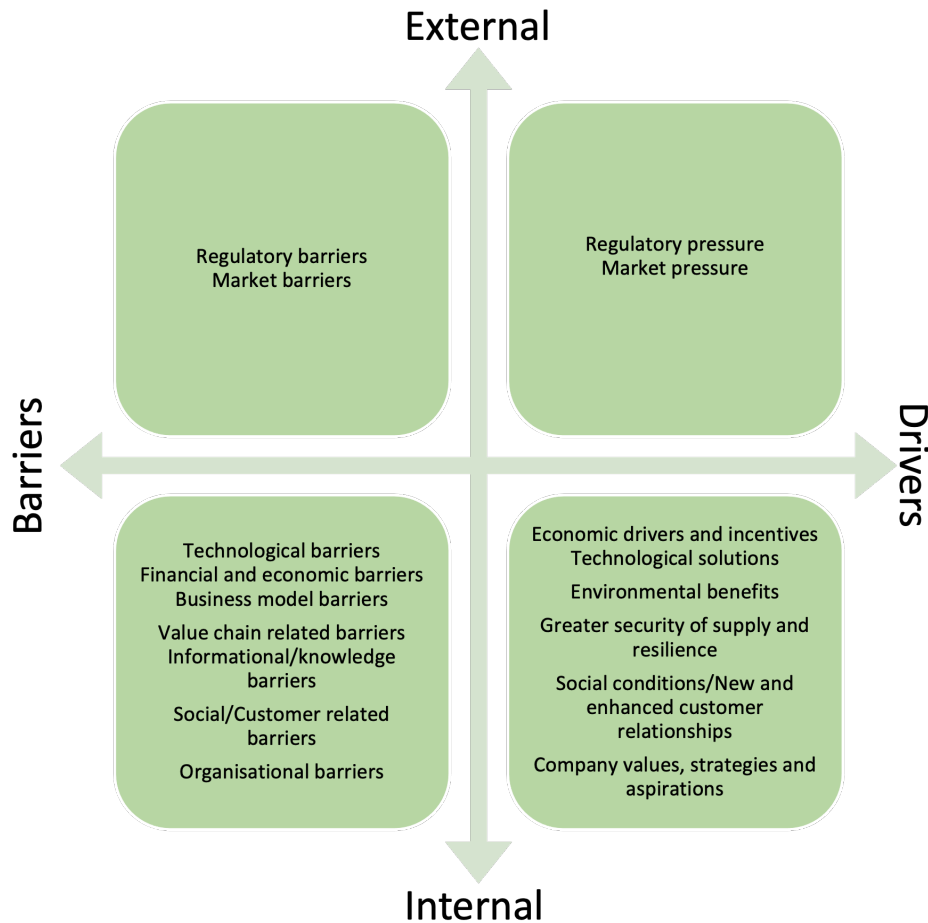 External
Regulatory barriers
Market barriers
Regulatory pressure
Market pressure
Barriers
Drivers
Technological barriers
Financial and economic barriers
Business model barriers
Value chain related barriers
Informational/knowledge
barriers
Social/Customer related
barriers
Organisational barriers
Economic drivers and incentives
Technological solutions
Environmental benefits
Greater security of supply and
resilience
Social conditions/New and
enhanced customer
relationships
Company values, strategies and
aspirations
Internal